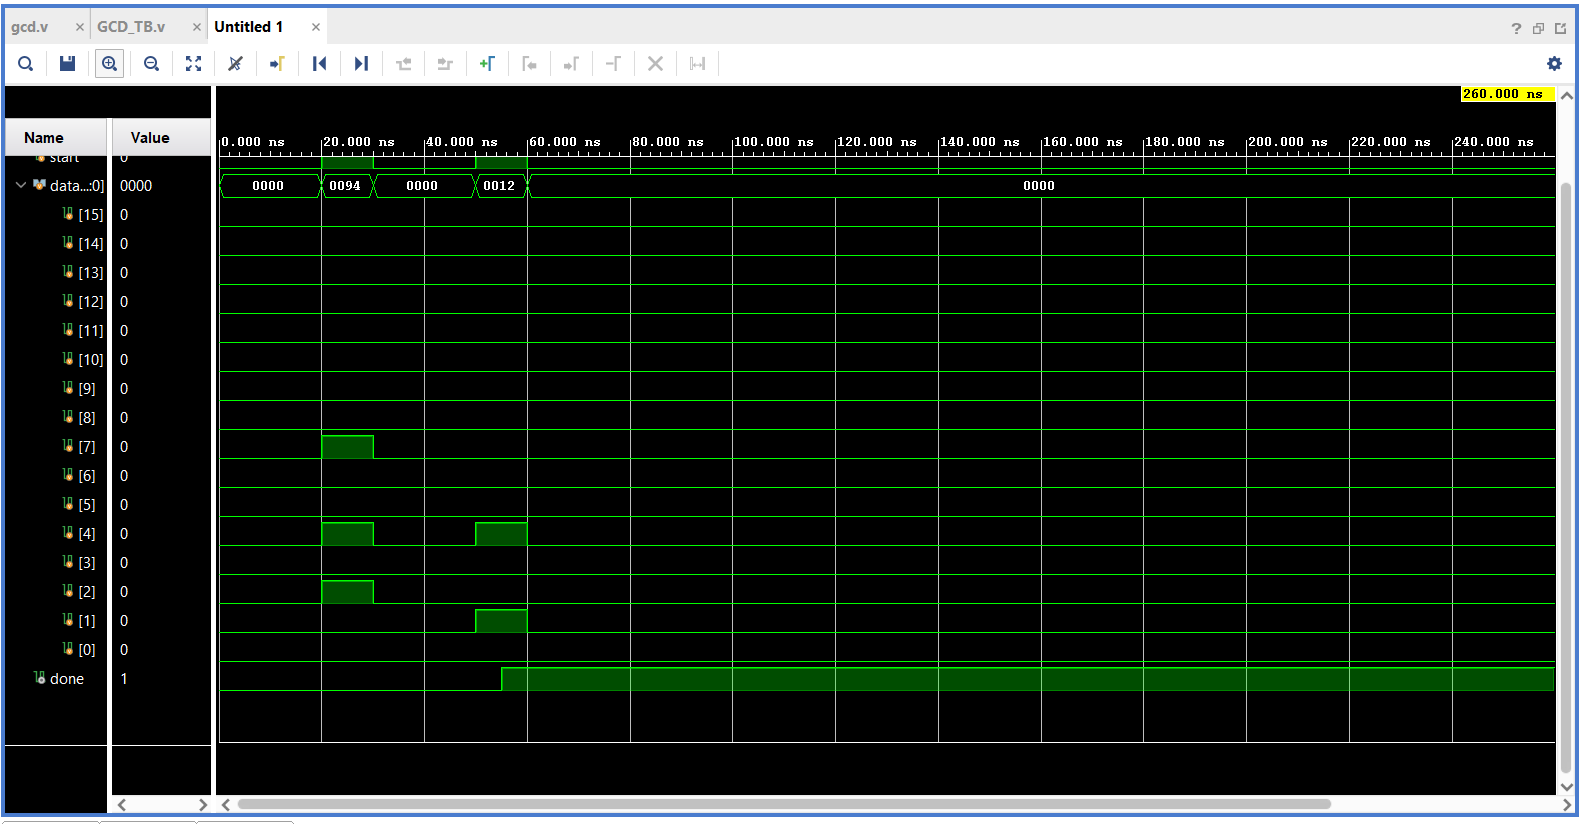 gcd.v × GCD_TB.v × Untitled 1 ×
?
260.000 ns
Name Value
0.000 ns 20.000 ns 40.000 ns 60.000 ns 80.000 ns 100.000 ns 120.000 ns 140.000 ns 160.000 ns 180.000 ns 200.000 ns 220.000 ns 240.000 ns
start 0
data...:0] 0000 0000 0094 0000 0012 0000
[15] 0
[14] 0
[13] 0
[12] 0
[11] 0
[10] 0
[9] 0
[8] 0
[7] 0
[6] 0
[5] 0
[4] 0
[3] 0
[2] 0
[1] 0
[0] 0
done 1